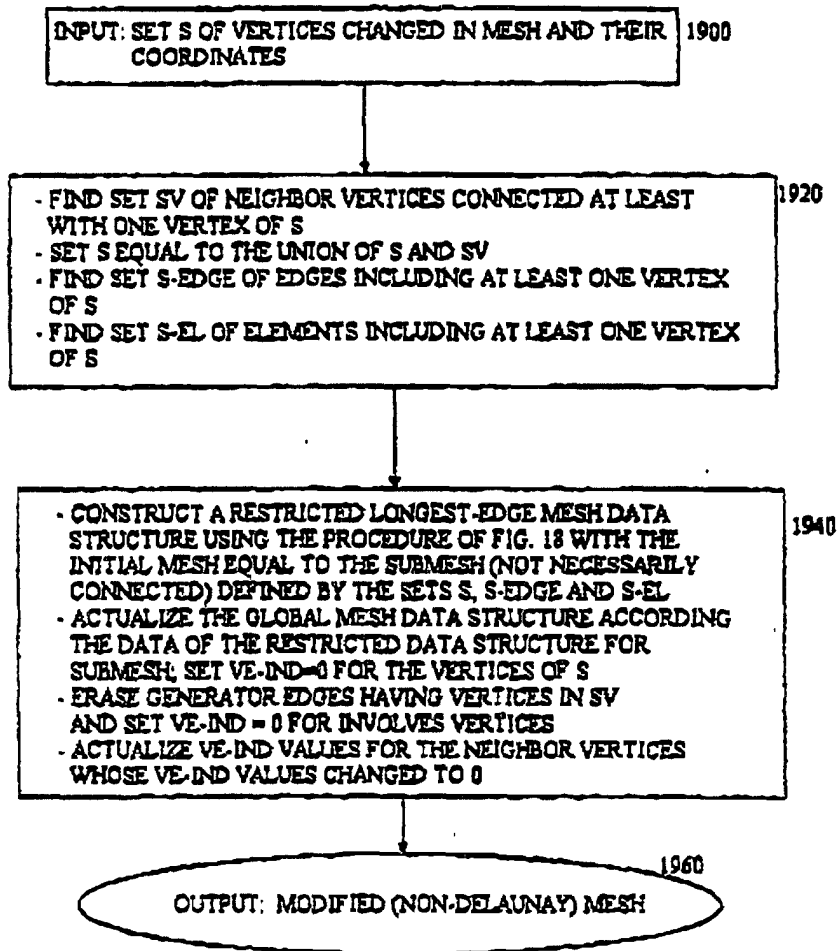 INPUT: SET S OF VERTICES CHANGED IN MESH AND THEIR
COORDINATES
1900
1920
- FIND SET SV OF NEIGHBOR VERTICES CONNECTED AT LEAST
WITH ONE VERTEX OF S
- SET S EQUAL TO THE UNION OF S AND SV
- FIND SET S-EDGE OF EDGES INCLUDING AT LEAST ONE VERTEX
OF S
- FIND SET S-EL OF ELEMENTS INCLUDING AT LEAST ONE VERTEX
OF S
1940
- CONSTRUCT A RESTRICTED LONGEST-EDGE MESH DATA
STRUCTURE USING THE PROCEDURE OF FIG. 18 WITH THE
INITIAL MESH EQUAL TO THE SUBMESH (NOT NECESSARILY
CONNECTED) DEFINED BY THE SETS S, S-EDGE AND S-EL
- ACTUALIZE THE GLOBAL MESH DATA STRUCTURE ACCORDING
THE DATA OF THE RESTRICTED DATA STRUCTURE FOR
SUBMESH; SET VE-IND=0 FOR THE VERTICES OF S
- ERASE GENERATOR EDGES HAVING VERTICES IN SV
AND SET VE-IND = 0 FOR INVOLVES VERTICES
- ACTUALIZE VE-IND VALUES FOR THE NEIGHBOR VERTICES
WHOSE VE-IND VALUES CHANGED TO 0
1960
OUTPUT: MODIFIED (NON-DELAUNAY) MESH